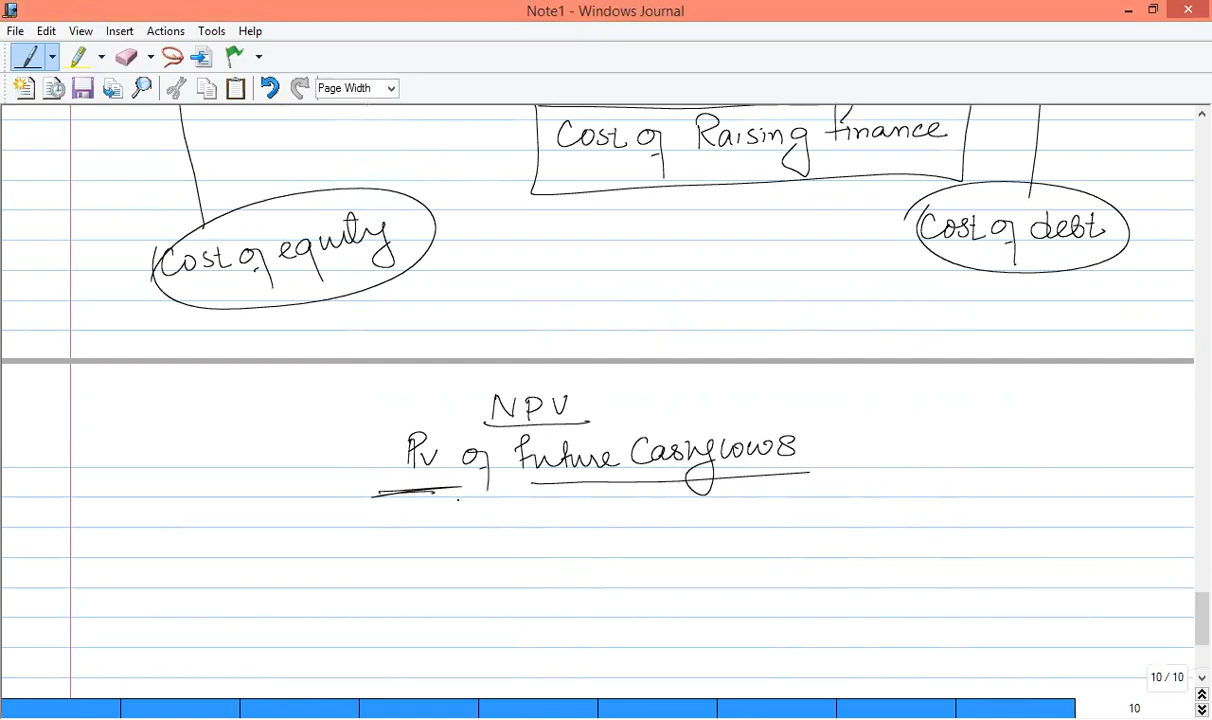 Note1 - Windows Journal
File Edit View Insert Actions Tools Help
Page Width
Cost of Raising finance
Cost of equity
Cost of debt
NPV
PV of Future Cashflows
10 / 10
10